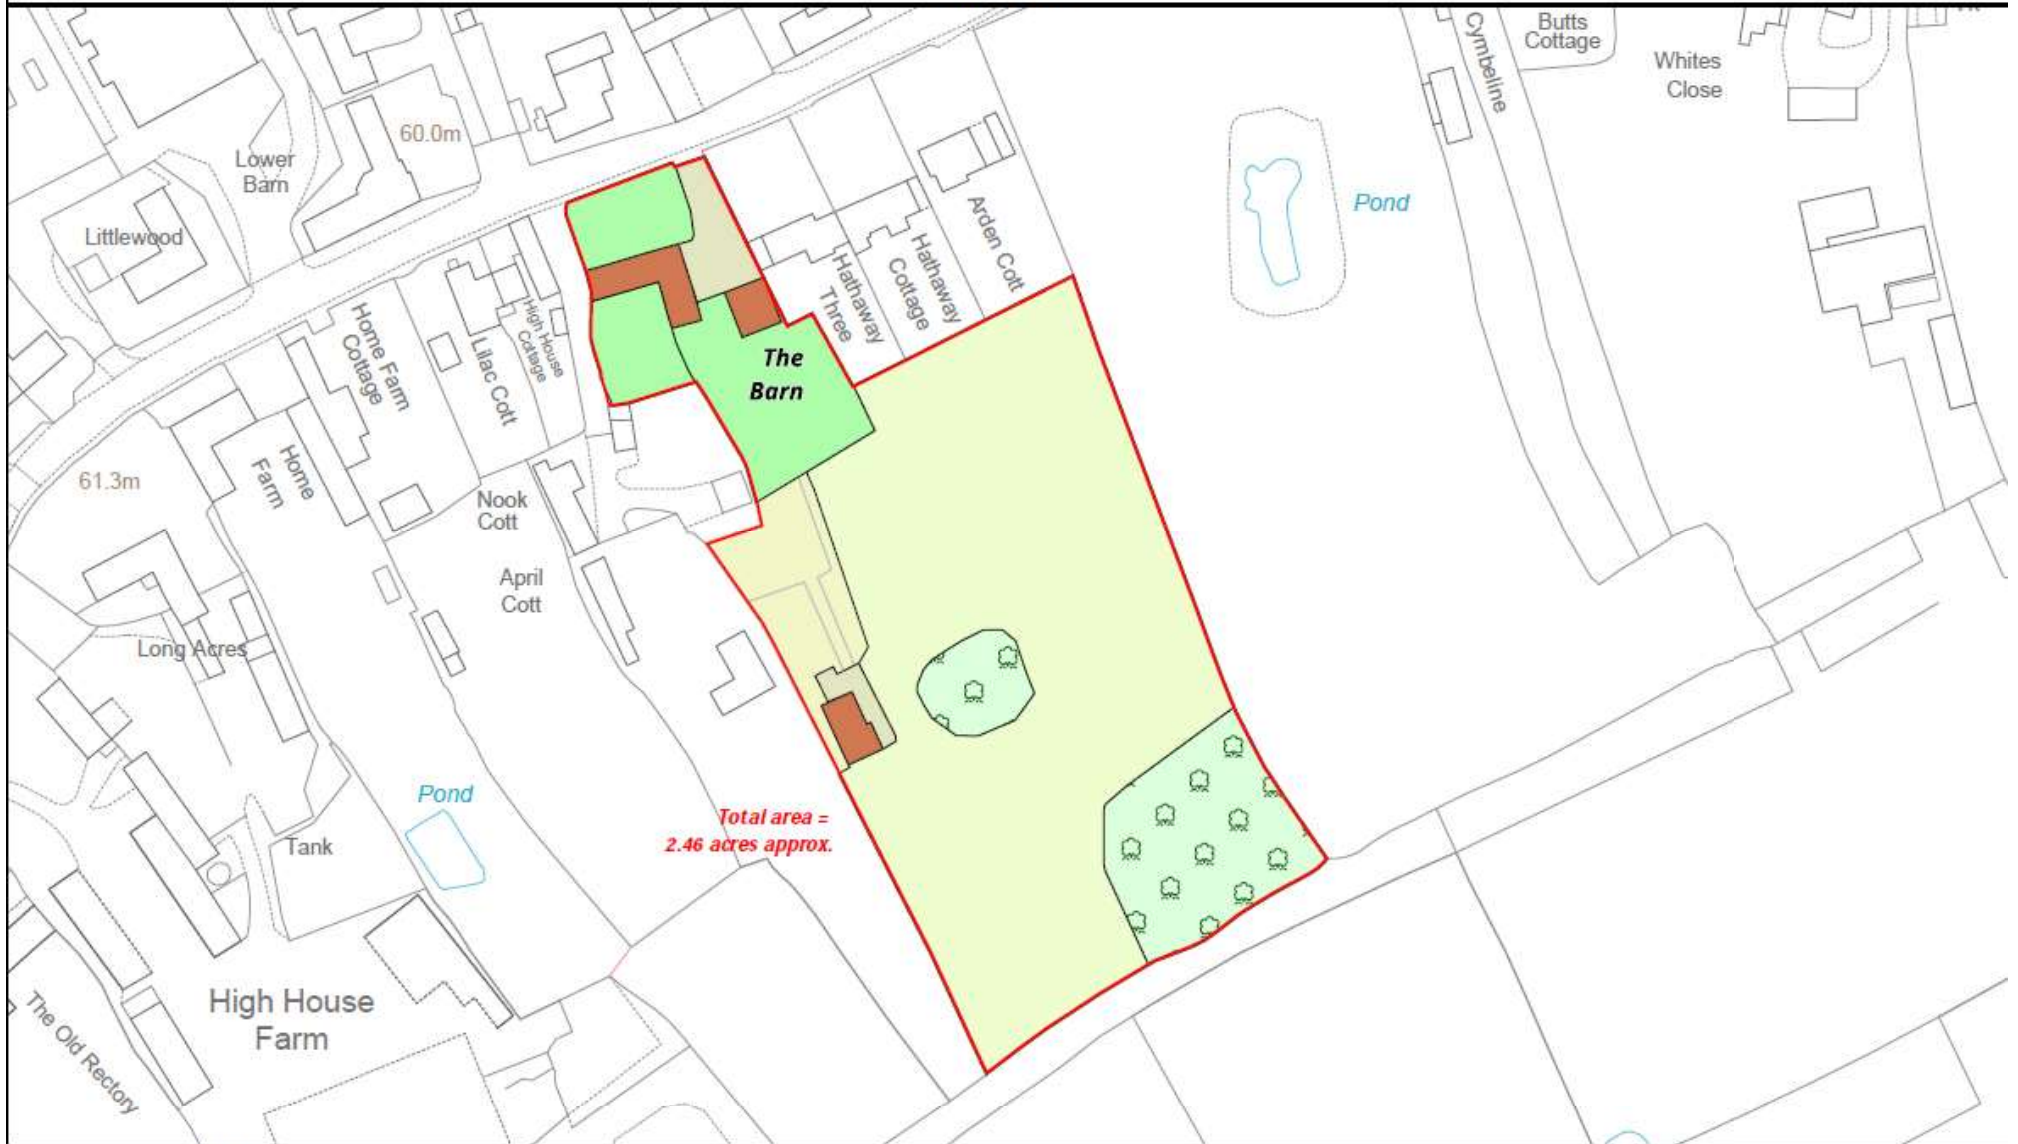 Butts
Cottage
Cymbeline
Whites
Close
60.0m
Lower
Barn
Littlewood
Pond
Arden Cott
Hathaway
Cottage
Hathaway
Three
High House
Cottage
Home Farm
Cottage
Lilac Cott
The
Barn
Home
Farm
61.3m
Nook
Cott
April
Cott
Long Acres
Pond
Total area =
2.46 acres approx.
Tank
High House
Farm
The Old Rectory